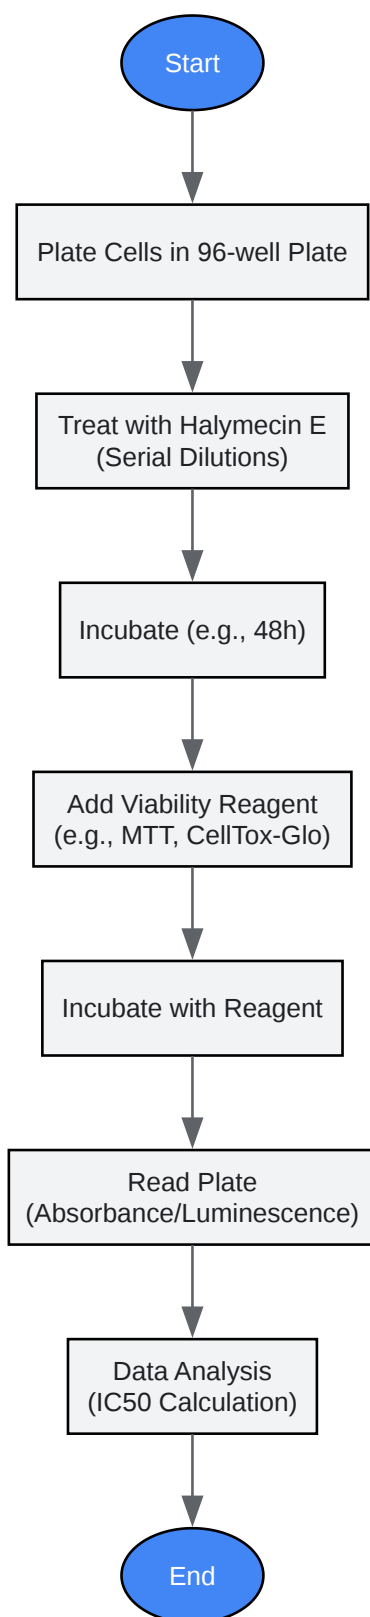 Start
Plate Cells in 96-well Plate
Treat with Halymecin E
(Serial Dilutions)
Incubate (e.g., 48h)
Add Viability Reagent
(e.g., MTT, CellTox-Glo)
Incubate with Reagent
Read Plate
(Absorbance/Luminescence)
Data Analysis
(IC50 Calculation)
End